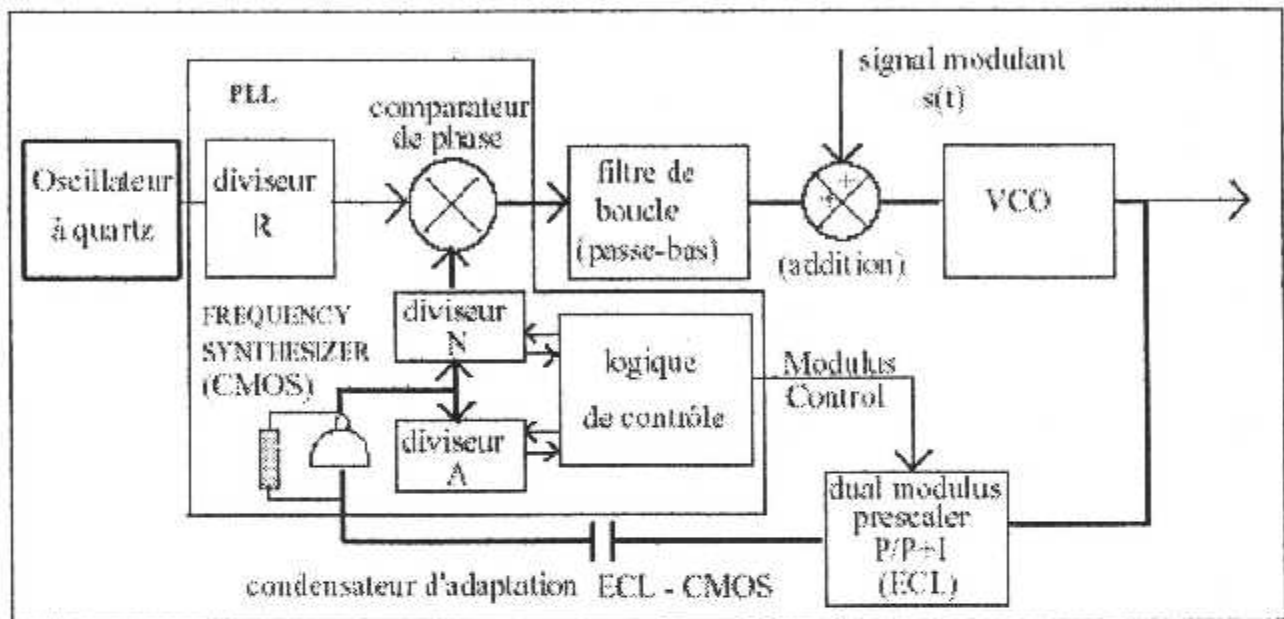 signal modulant
s(t)
PLL
comparateur
de phase
Oscillateur
à quartz
diviseur
R
filtre de
boucle
(passe-bas)
+
+
(addition)
VCO
FREQUENCY
SYNTHESIZER
(CMOS)
diviseur
N
logique
de contrôle
Modulus
Control
diviseur
A
dual modulus
prescaler
P/P+1
(ECL)
condensateur d'adaptation ECL - CMOS